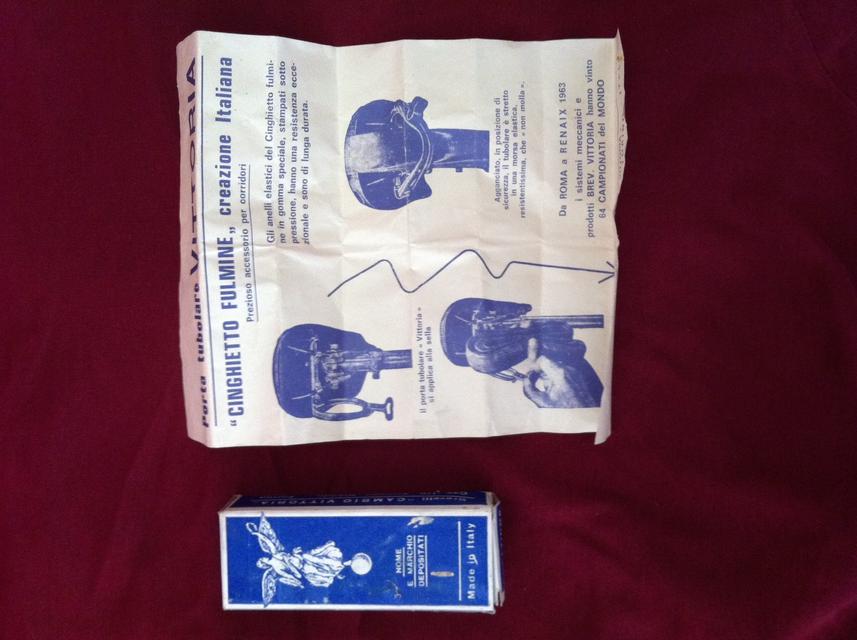 Porta tubolare VITTORIA
"CINGHIETTO FULMINE„ creazione Italiana
Prezioso accessorio per corridori
Gli anelli elastici del Cinghietto fulmi-
ne in gomma speciale, stampati sotto
pressione, hanno una resistenza ecce-
zionale e sono di lunga durata.
il porta tubolare « Vittoria »
si applica alla sella
Agganciato, in posizione di
sicurezza, il tubolare è stretto
in una morsa elastica,
resistentissima, che « non molla ».
Da ROMA a RENAIX 1963
i sistemi meccanici e
prodotti BREV. VITTORIA hanno vinto
64 CAMPIONATI del MONDO
Brevetti "CAMBIO VITTORIA
NOME
E MARCHIO
DEPOSITATI
Made in Italy